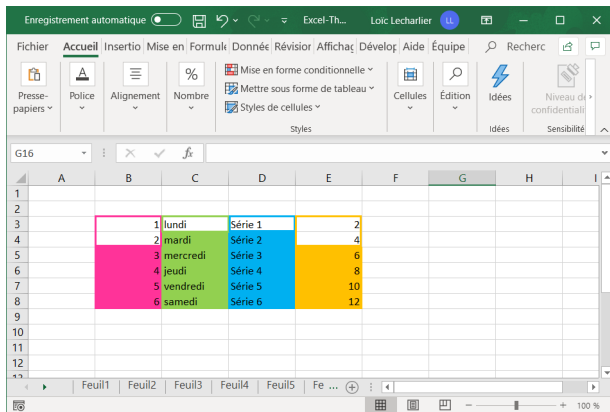 Enregistrement automatique Excel-Th... Loïc Lecharlier LL
Fichier Accueil Insertio Mise en Formule Donnée Révisior Affichag Dévelop Aide Équipe Recherc
Presse-papiers
Police
Alignement
%
Nombre
Mise en forme conditionnelle
Mettre sous forme de tableau
Styles de cellules
Styles
Cellules
Édition
Idées
Idées
Niveau de
confidentiali
Sensibilité
G16 fx
A B C D E F G H I
1
2
3 1 lundi Série 1 2
4 2 mardi Série 2 4
5 3 mercredi Série 3 6
6 4 jeudi Série 4 8
7 5 vendredi Série 5 10
8 6 samedi Série 6 12
9
10
11
12
13
Feuil1 Feuil2 Feuil3 Feuil4 Feuil5 Fe ...
100 %